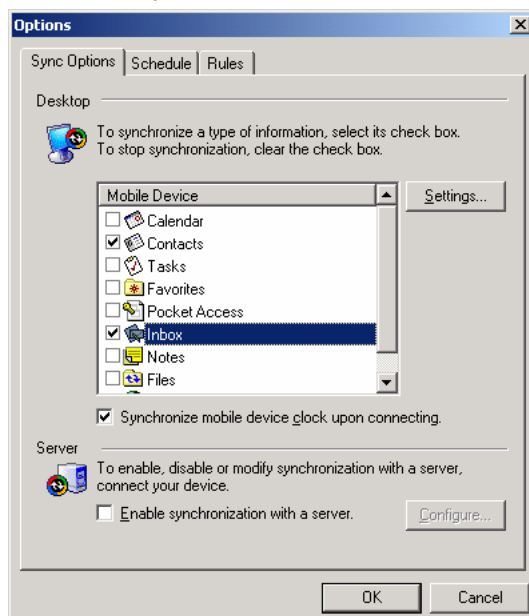 Options
Sync Options Schedule Rules
Desktop
To synchronize a type of information, select its check box.
To stop synchronization, clear the check box.
Mobile Device
Settings...
Calendar
Contacts
Tasks
Favorites
Pocket Access
Inbox
Notes
Files
Synchronize mobile device clock upon connecting.
Server
To enable, disable or modify synchronization with a server,
connect your device.
Enable synchronization with a server.
Configure...
OK Cancel